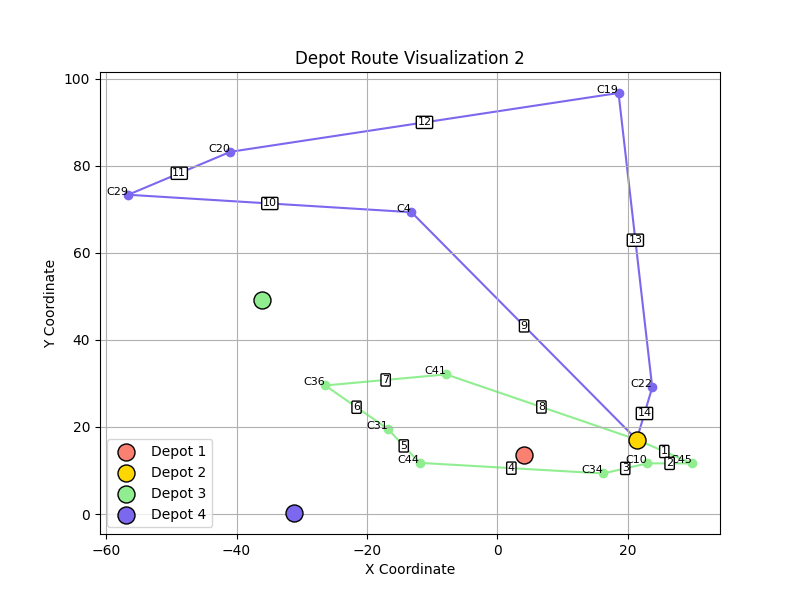 Depot Route Visualization 2
100
80
60
40
20
0
Y Coordinate
−60
−40
−20
0
20
X Coordinate
C19
12
C20
11
C29
10
C4
13
9
C22
14
C41
7
C36
6
8
C31
5
C44
4
C34
3
C10
2
C45
1
Depot 1
Depot 2
Depot 3
Depot 4